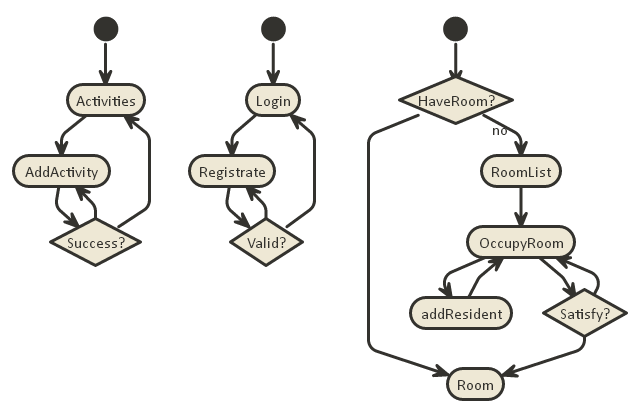 Activities
AddActivity
Success?
Login
Registrate
Valid?
HaveRoom?
no
RoomList
OccupyRoom
addResident
Satisfy?
Room